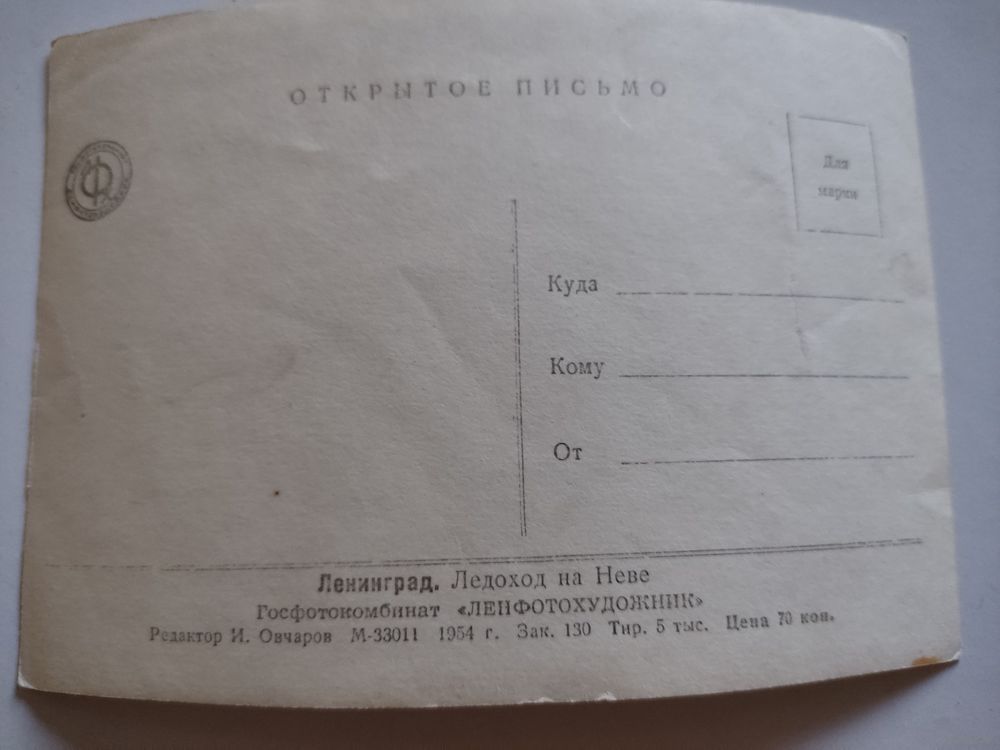 ОТКРЫТОЕ ПИСЬМО
Для
марки
Куда
Кому
От
Ленинград. Ледоход на Неве
Госфотокомбинат «ЛЕНФОТОХУДОЖНИК»
Редактор И. Овчаров М-33011 1954 г. Зак. 130 Тир. 5 тыс. Цена 70 коп.